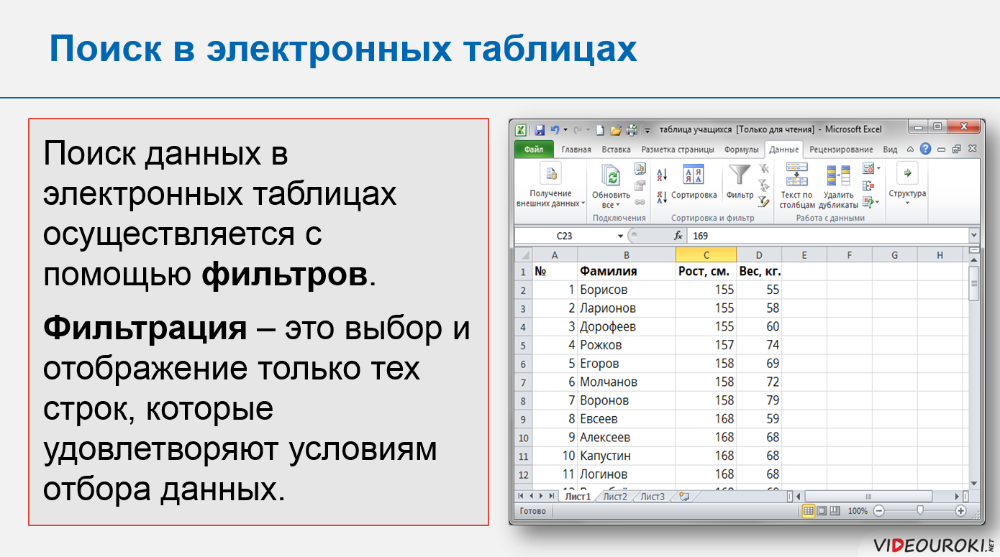 Поиск в электронных таблицах
Поиск данных в
электронных таблицах
осуществляется с
помощью фильтров.
Фильтрация – это выбор и
отображение только тех
строк, которые
удовлетворяют условиям
отбора данных.
таблица учащихся [Только для чтения] - Microsoft Excel
Файл Главная Вставка Разметка страницы Формулы Данные Рецензирование Вид
Получение
внешних данных
Обновить
все
Подключения
Сортировка
Фильтр
Сортировка и фильтр
Текст по
столбцам
Удалить
дубликаты
Работа с данными
Структура
C23 fx 169
A B C D E F G H
1 № Фамилия Рост, см. Вес, кг.
2 1 Борисов 155 55
3 2 Ларионов 155 58
4 3 Дорофеев 155 60
5 4 Рожков 157 74
6 5 Егоров 158 69
7 6 Молчанов 158 72
8 7 Воронов 158 79
9 8 Евсеев 168 59
10 9 Алексеев 168 68
11 10 Капустин 168 68
12 11 Логинов 168 68
Лист1 Лист2 Лист3
Готово 100%
VIDEOUROKI.NET